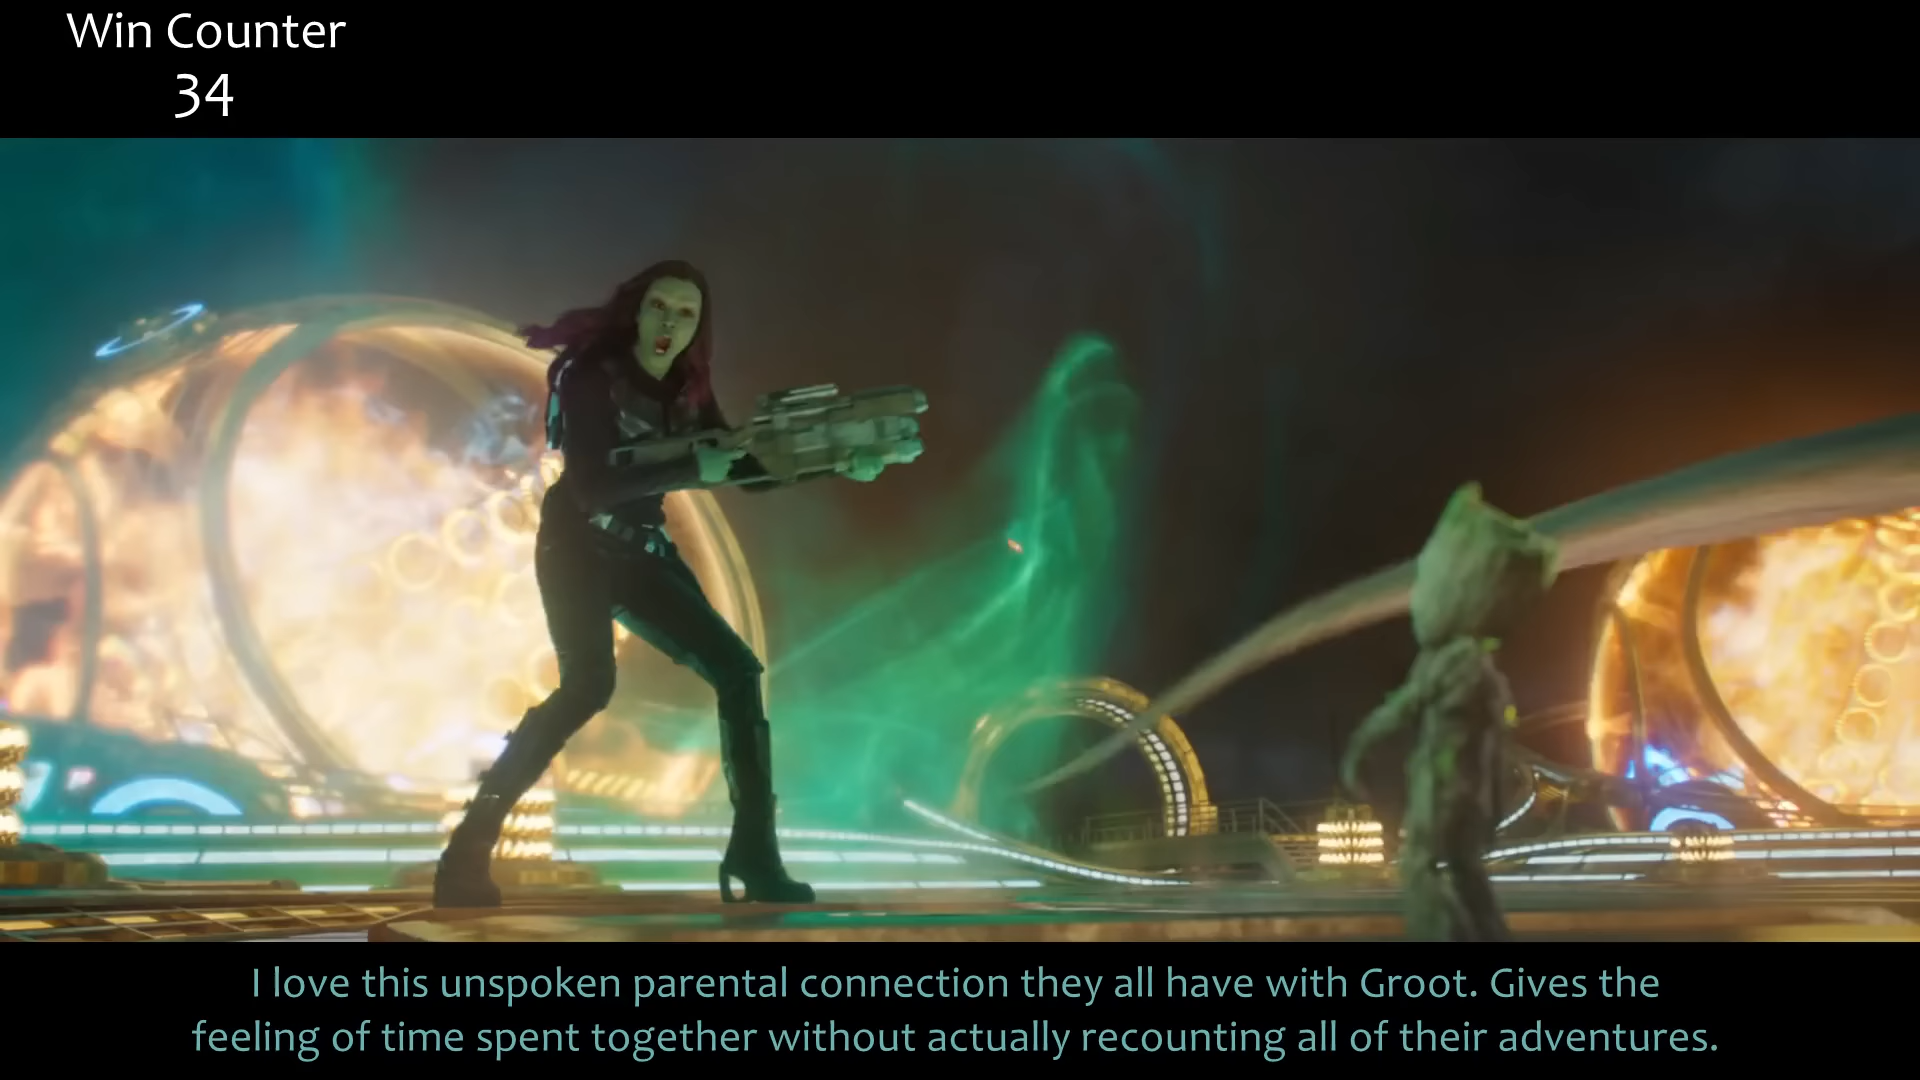 Win Counter
34
I love this unspoken parental connection they all have with Groot. Gives the
feeling of time spent together without actually recounting all of their adventures.